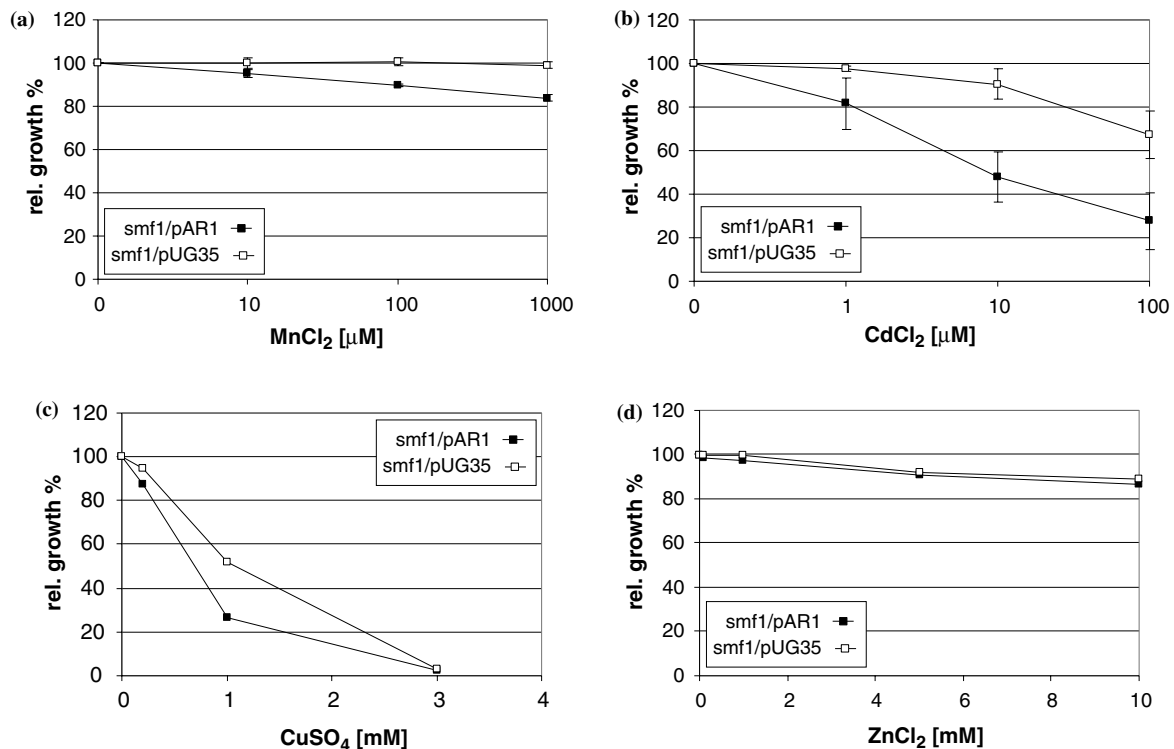 (a)
120
100
80
60
40
20
0
rel. growth %
smf1/pAR1
smf1/pUG35
0 10 100 1000
MnCl2 [μM]
(b)
120
100
80
60
40
20
0
rel. growth %
smf1/pAR1
smf1/pUG35
0 1 10 100
CdCl2 [μM]
(c)
120
100
80
60
40
20
0
rel. growth %
smf1/pAR1
smf1/pUG35
0 1 2 3 4
CuSO4 [mM]
(d)
120
100
80
60
40
20
0
rel. growth %
smf1/pAR1
smf1/pUG35
0 2 4 6 8 10
ZnCl2 [mM]